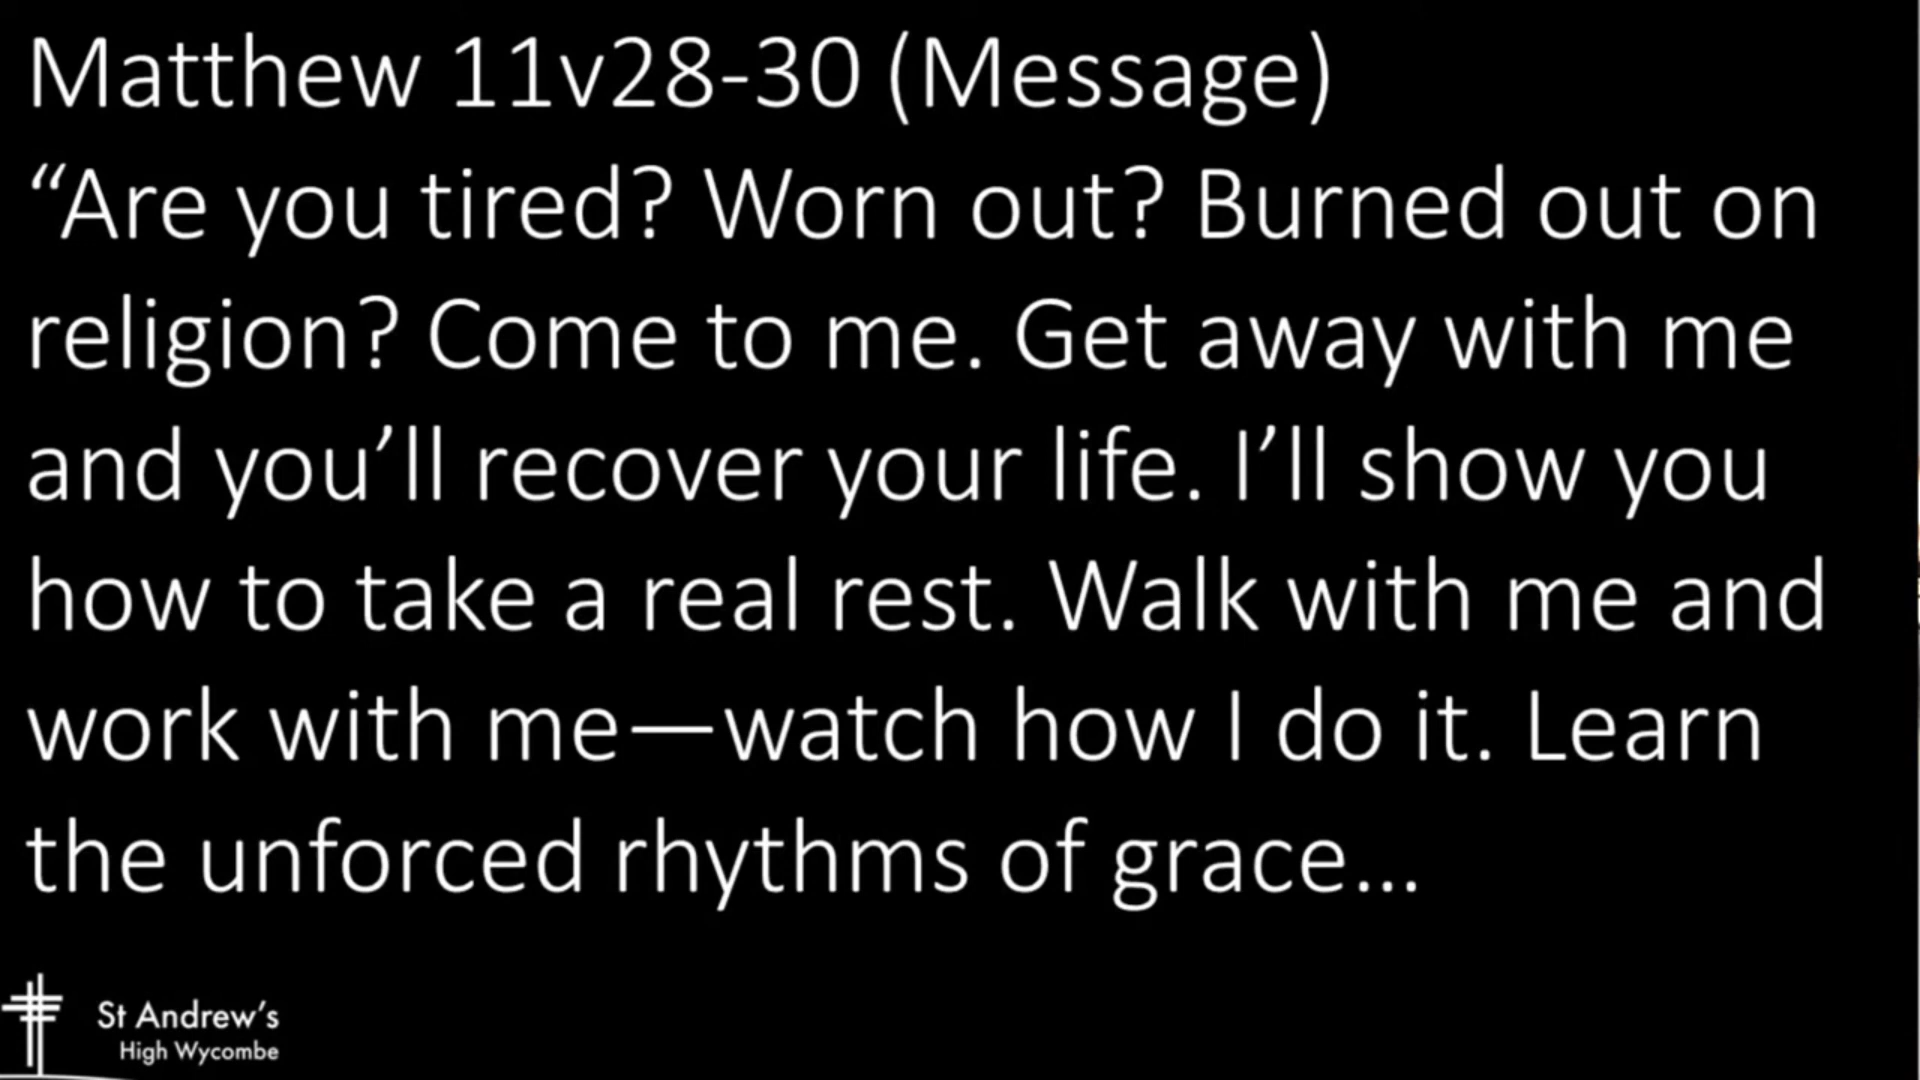 Matthew 11v28-30 (Message)
“Are you tired? Worn out? Burned out on
religion? Come to me. Get away with me
and you’ll recover your life. I’ll show you
how to take a real rest. Walk with me and
work with me—watch how I do it. Learn
the unforced rhythms of grace...
St Andrew’s
High Wycombe